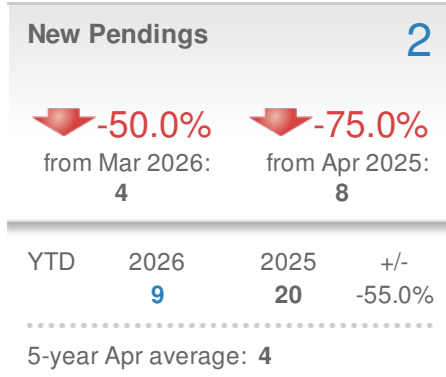 New Pendings 2
-50.0% -75.0%
from Mar 2026: from Apr 2025:
4 8
YTD 2026 2025 +/-
9 20 -55.0%
5-year Apr average: 4